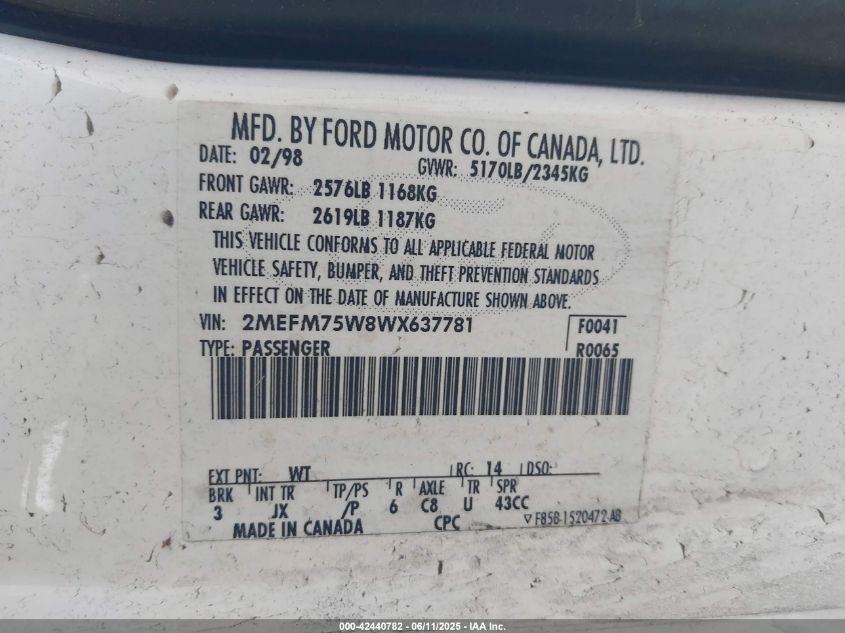 MFD. BY FORD MOTOR CO. OF CANADA, LTD.
DATE: 02/98 GVWR: 5170LB/2345KG
FRONT GAWR: 2576LB 1168KG
REAR GAWR: 2619LB 1187KG
THIS VEHICLE CONFORMS TO ALL APPLICABLE FEDERAL MOTOR
VEHICLE SAFETY, BUMPER, AND THEFT PREVENTION STANDARDS
IN EFFECT ON THE DATE OF MANUFACTURE SHOWN ABOVE.
VIN: 2MEFM75W8WX637781 F0041
TYPE: PASSENGER R0065
EXT PNT: WT RC: 14 DSO:
BRK INT TR TP/PS R AXLE TR SPR
3 JX /P 6 C8 U 43CC
MADE IN CANADA CPC F85B-1520472-AB
000-42440782 - 06/11/2025 - IAA Inc.